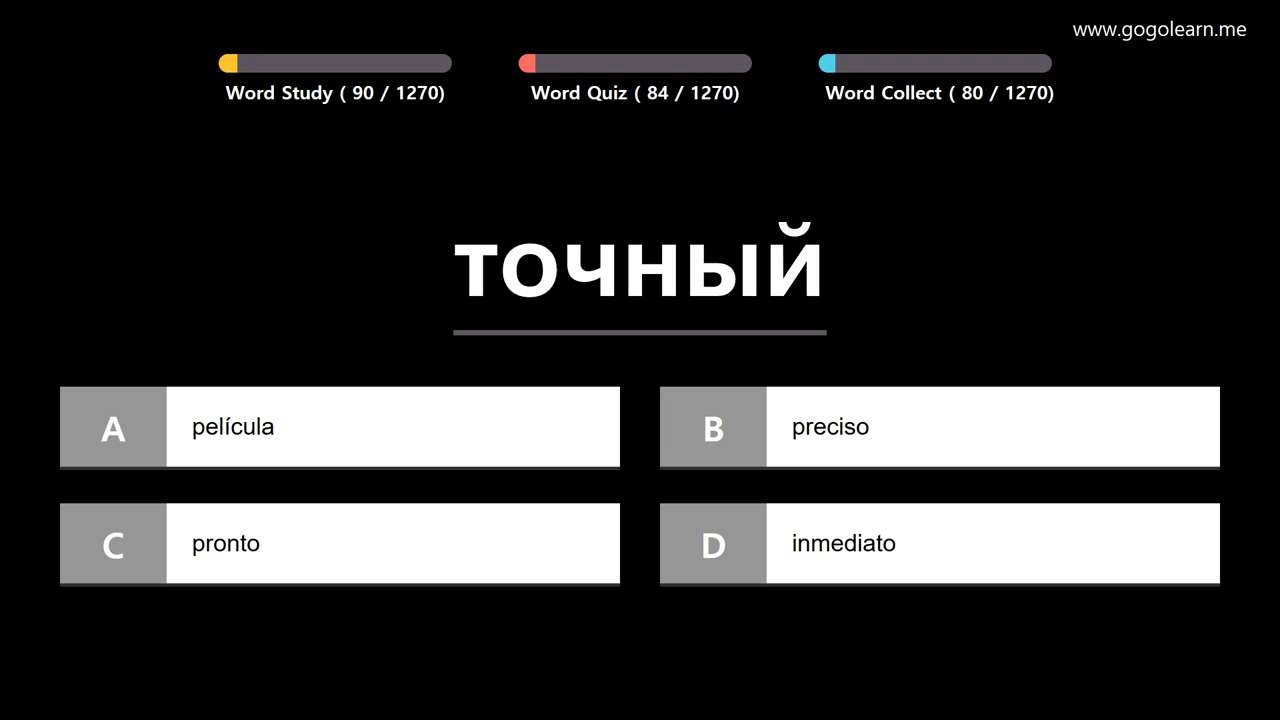 www.gogolearn.me
Word Study ( 90 / 1270)
Word Quiz ( 84 / 1270)
Word Collect ( 80 / 1270)
точный
A película
B preciso
C pronto
D inmediato